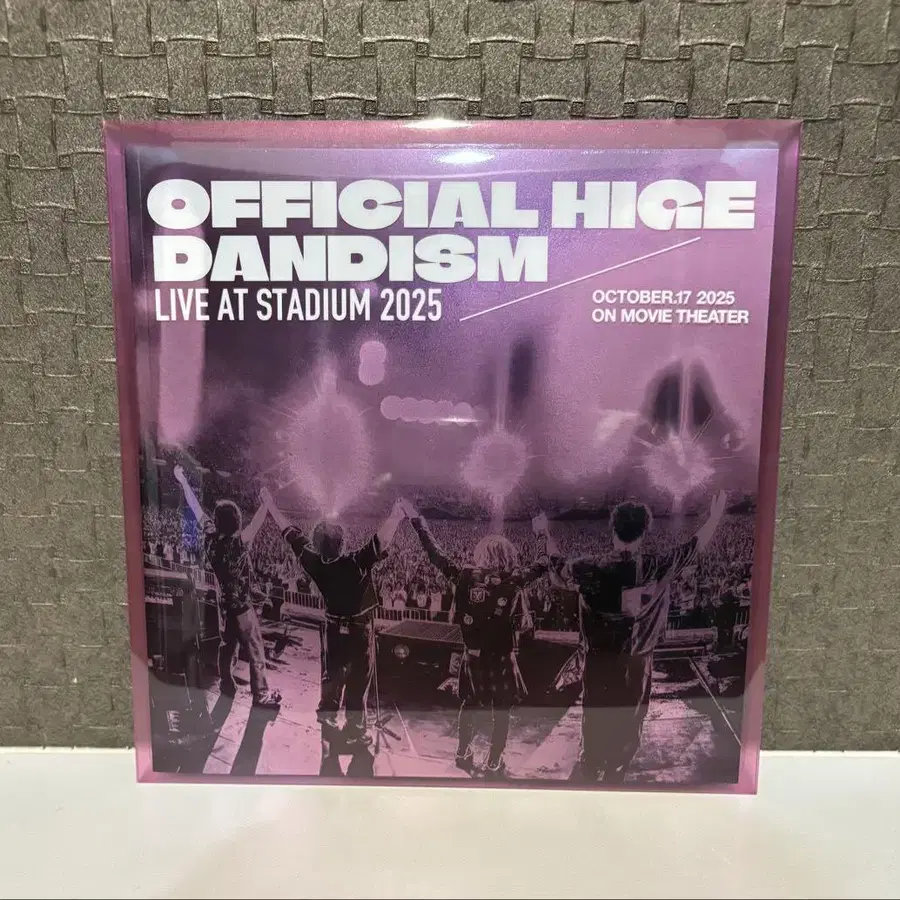 OFFICIAL HIGE
DANDISM
LIVE AT STADIUM 2025
OCTOBER.17 2025
ON MOVIE THEATER